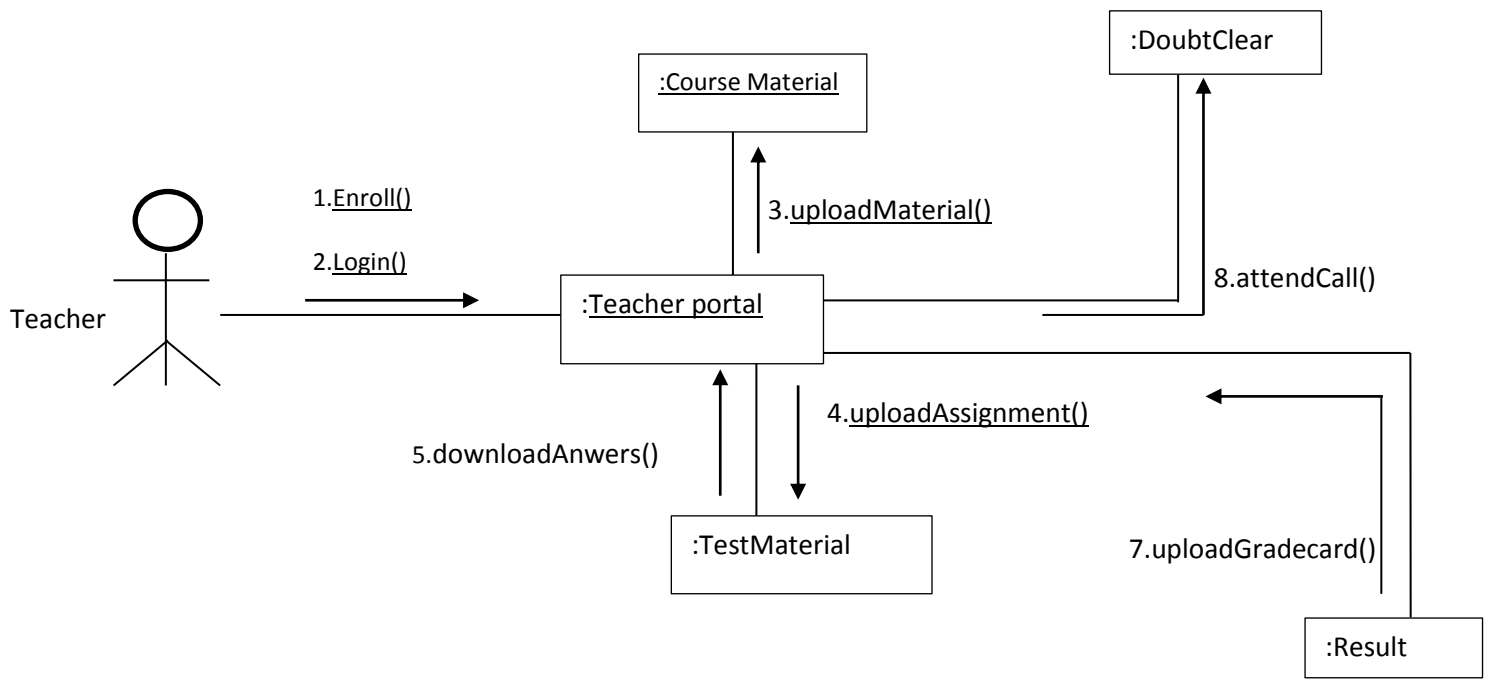 :DoubtClear
:Course Material
1.Enroll()
3.uploadMaterial()
2.Login()
8.attendCall()
:Teacher portal
Teacher
4.uploadAssignment()
5.downloadAnwers()
:TestMaterial
7.uploadGradecard()
:Result